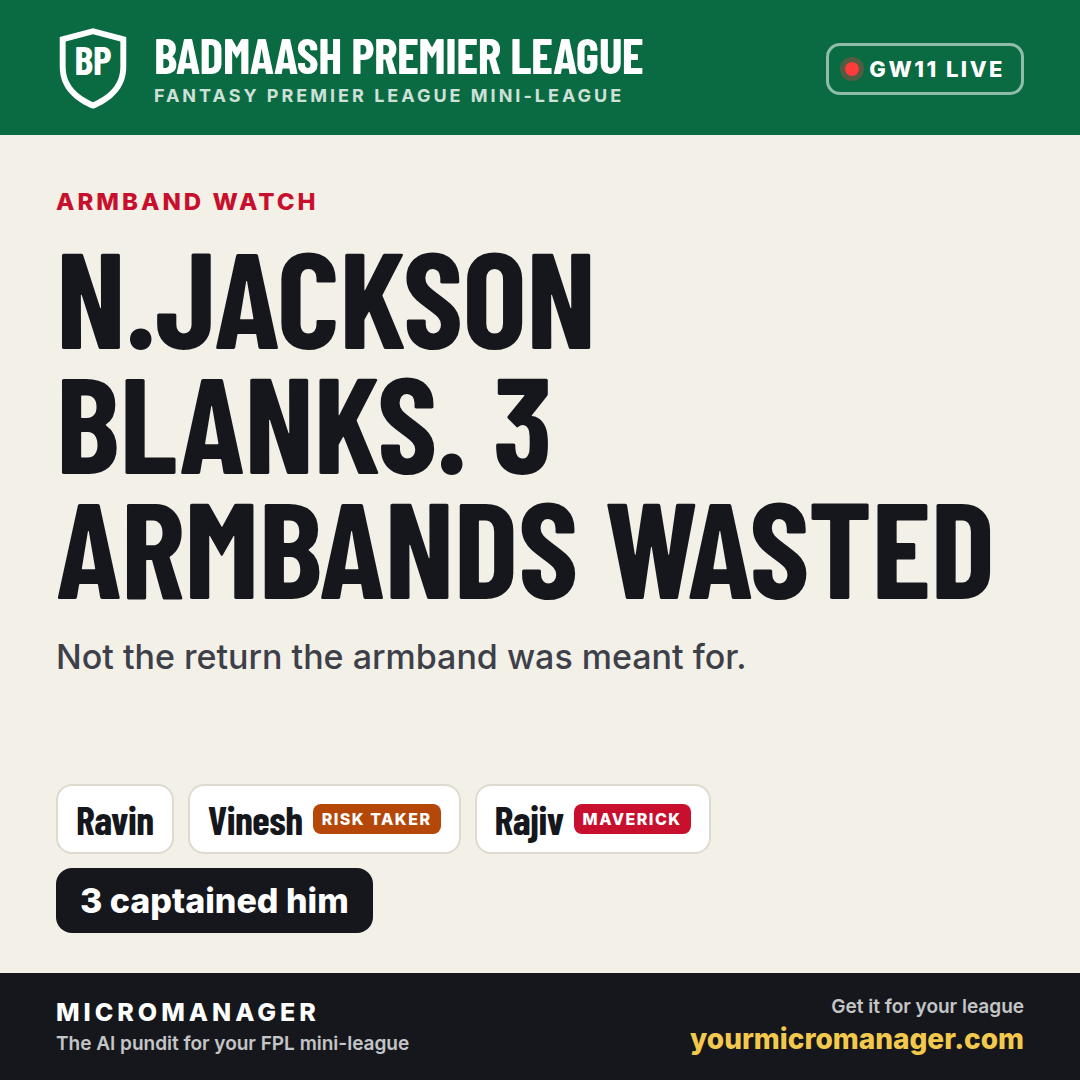 BP
BADMAASH PREMIER LEAGUE
FANTASY PREMIER LEAGUE MINI-LEAGUE
GW11 LIVE
ARMBAND WATCH
N.JACKSON
BLANKS. 3
ARMBANDS WASTED
Not the return the armband was meant for.
Ravin
Vinesh RISK TAKER
Rajiv MAVERICK
3 captained him
MICROMANAGER
The AI pundit for your FPL mini-league
Get it for your league
yourmicromanager.com